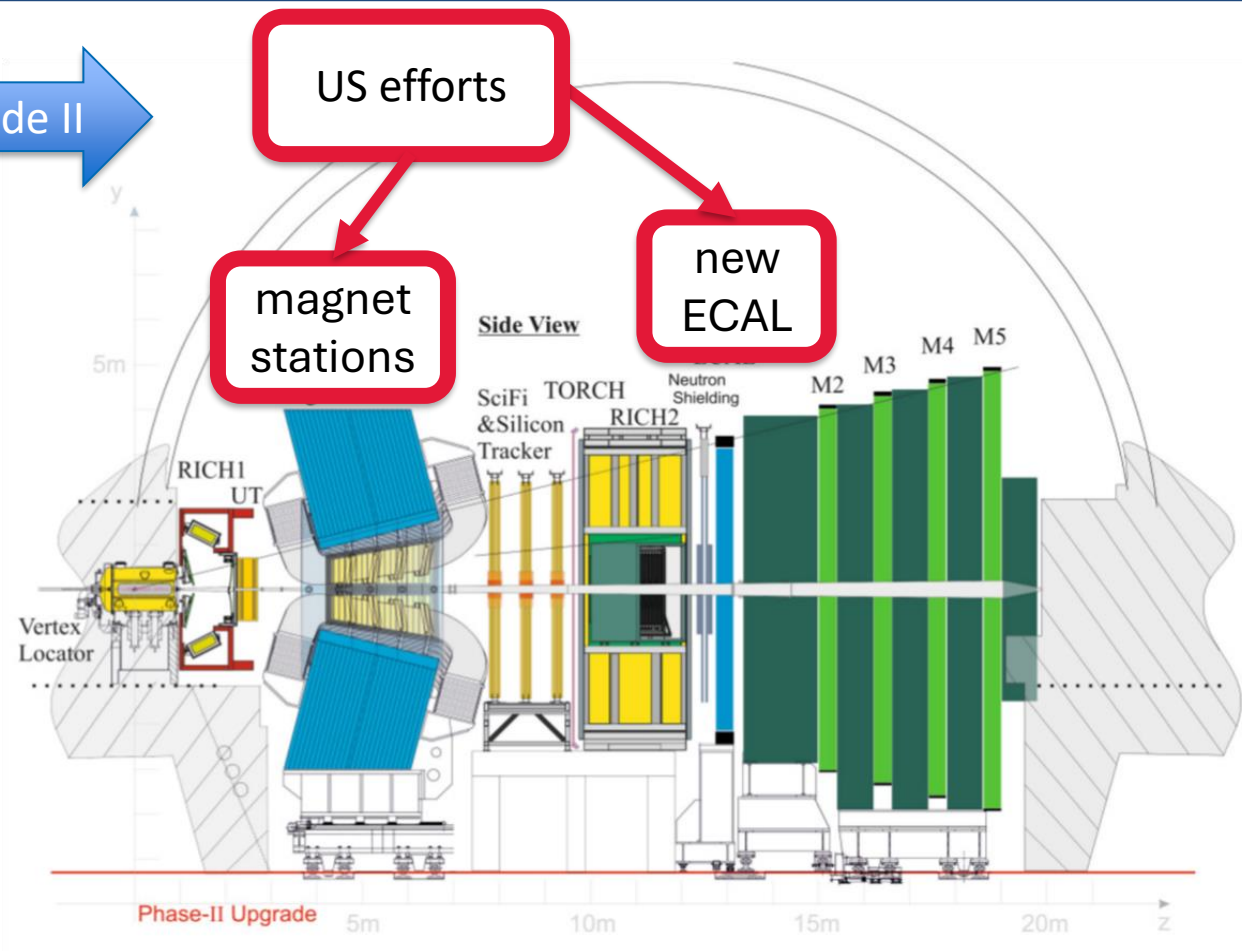 US efforts
de II
y
magnet
stations
new
ECAL
Side View
5m
SciFi
&Silicon
Tracker
TORCH
RICH2
Neutron
Shielding
M2
M3
M4
M5
RICH1
UT
Vertex
Locator
Phase-II Upgrade
5m
10m
15m
20m
z